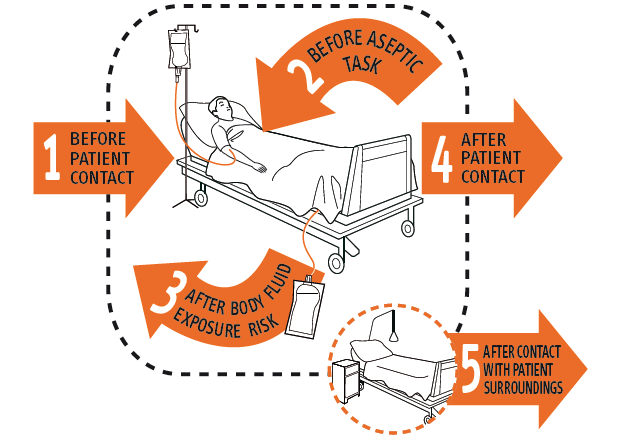 1 BEFORE
PATIENT
CONTACT
2 BEFORE ASEPTIC
TASK
3 AFTER BODY FLUID
EXPOSURE RISK
4 AFTER
PATIENT
CONTACT
5 AFTER CONTACT
WITH PATIENT
SURROUNDINGS